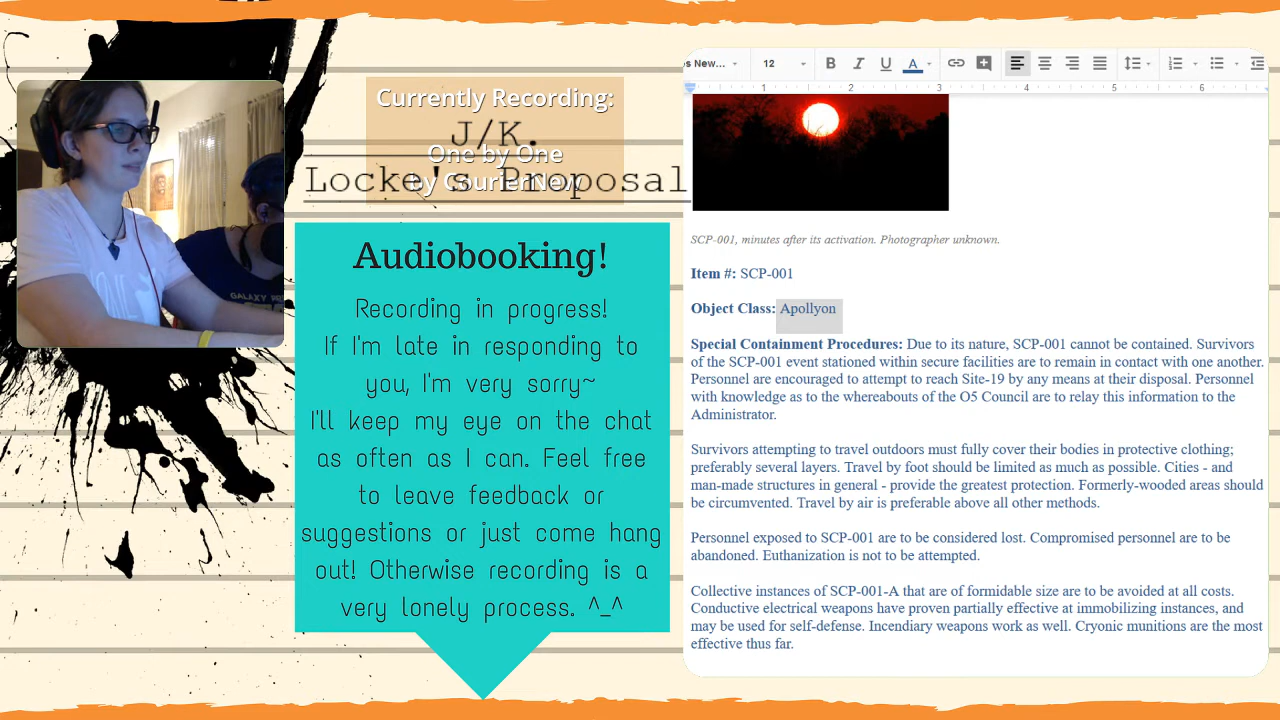 Currently Recording:
J/K.
One by One
Locke's Proposal
by CourierNew
Audiobooking!
Recording in progress!
If I'm late in responding to
you, I'm very sorry~
I'll keep my eye on the chat
as often as I can. Feel free
to leave feedback or
suggestions or just come hang
out! Otherwise recording is a
very lonely process. ^_^
GALAXY
s New...
12
B I U A
1 2 3 4 5 6
SCP-001, minutes after its activation. Photographer unknown.
Item #: SCP-001
Object Class: Apollyon
Special Containment Procedures: Due to its nature, SCP-001 cannot be contained. Survivors
of the SCP-001 event stationed within secure facilities are to remain in contact with one another.
Personnel are encouraged to attempt to reach Site-19 by any means at their disposal. Personnel
with knowledge as to the whereabouts of the O5 Council are to relay this information to the
Administrator.
Survivors attempting to travel outdoors must fully cover their bodies in protective clothing;
preferably several layers. Travel by foot should be limited as much as possible. Cities - and
man-made structures in general - provide the greatest protection. Formerly-wooded areas should
be circumvented. Travel by air is preferable above all other methods.
Personnel exposed to SCP-001 are to be considered lost. Compromised personnel are to be
abandoned. Euthanization is not to be attempted.
Collective instances of SCP-001-A that are of formidable size are to be avoided at all costs.
Conductive electrical weapons have proven partially effective at immobilizing instances, and
may be used for self-defense. Incendiary weapons work as well. Cryonic munitions are the most
effective thus far.